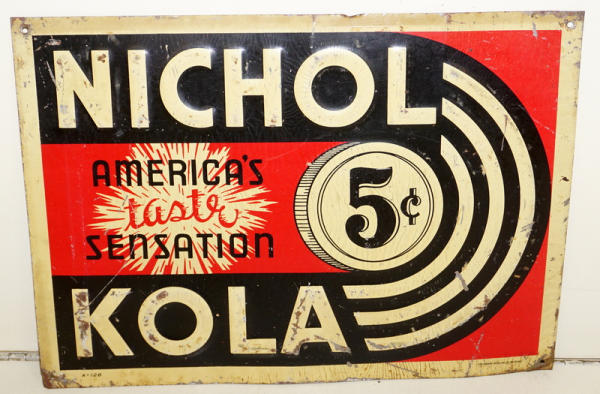 NICHOL
AMERICA'S
taste
SENSATION
5¢
KOLA